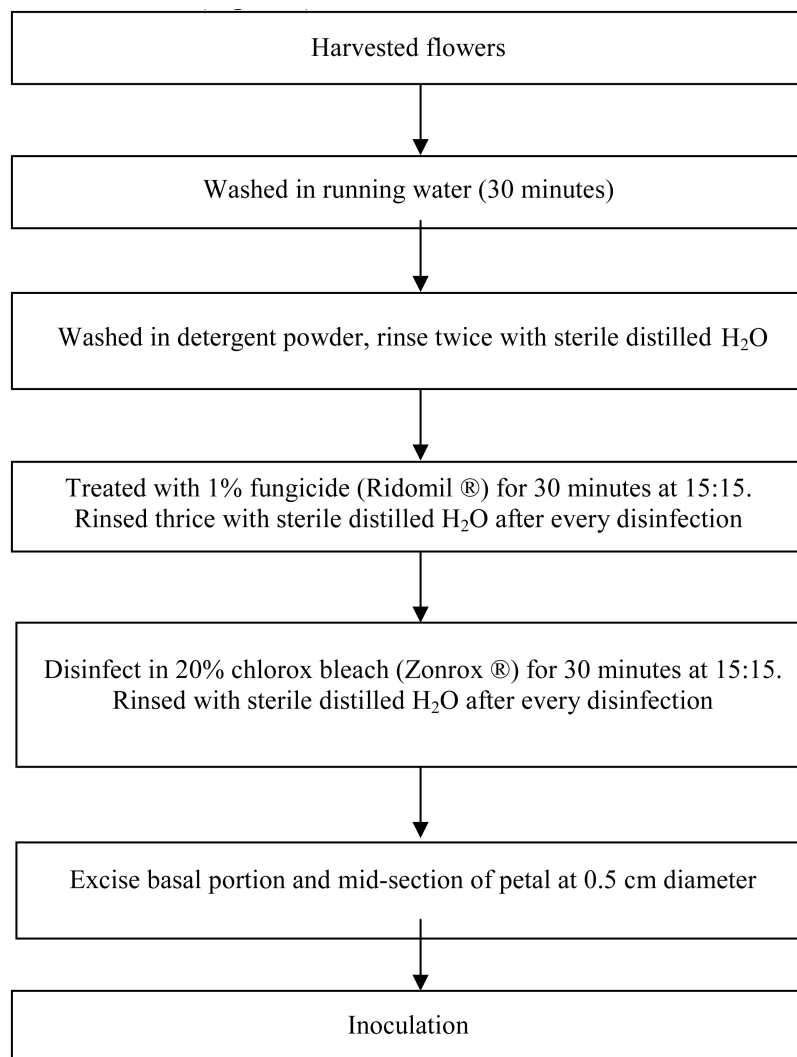 Harvested flowers
Washed in running water (30 minutes)
Washed in detergent powder, rinse twice with sterile distilled H₂O
Treated with 1% fungicide (Ridomil ®) for 30 minutes at 15:15.
Rinsed thrice with sterile distilled H₂O after every disinfection
Disinfect in 20% chlorox bleach (Zonrox ®) for 30 minutes at 15:15.
Rinsed with sterile distilled H₂O after every disinfection
Excise basal portion and mid-section of petal at 0.5 cm diameter
Inoculation